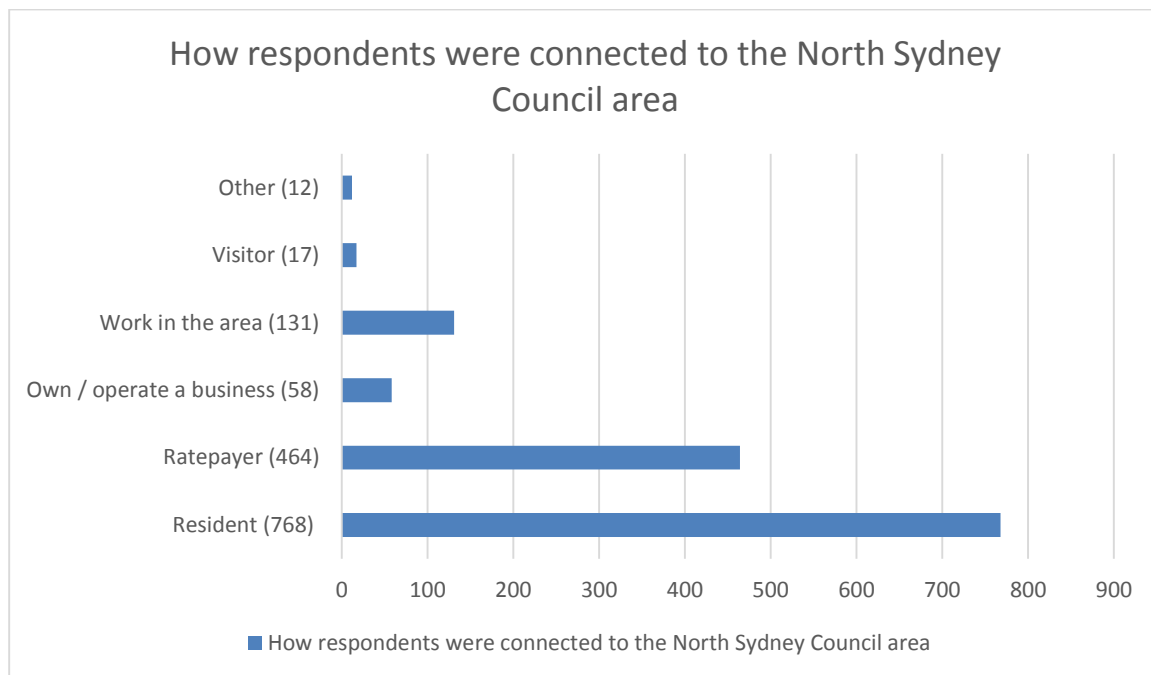 How respondents were connected to the North Sydney
Council area
Other (12)
Visitor (17)
Work in the area (131)
Own / operate a business (58)
Ratepayer (464)
Resident (768)
0 100 200 300 400 500 600 700 800 900
How respondents were connected to the North Sydney Council area